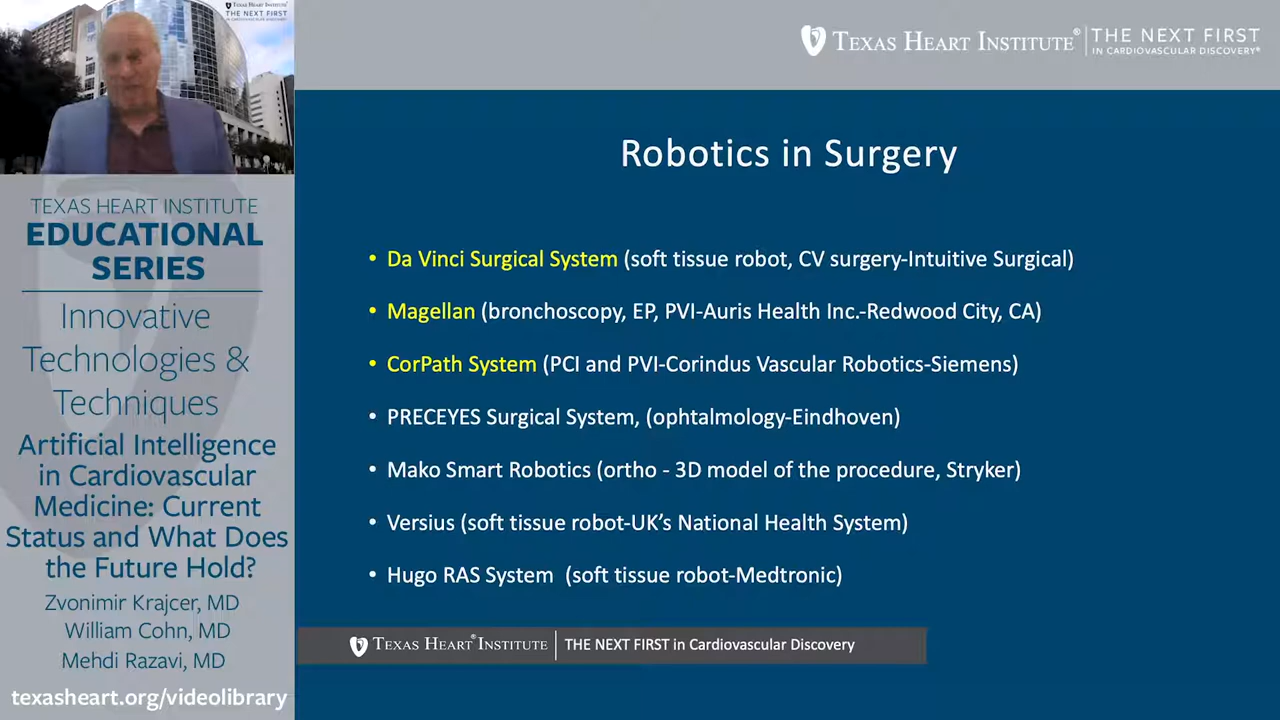 THE NEXT FIRST
TEXAS HEART INSTITUTE® | THE NEXT FIRST
IN CARDIOVASCULAR DISCOVERY®
TEXAS HEART INSTITUTE
EDUCATIONAL
SERIES
Innovative
Technologies &
Techniques
Artificial Intelligence
in Cardiovascular
Medicine: Current
Status and What Does
the Future Hold?
Zvonimir Krajcer, MD
William Cohn, MD
Mehdi Razavi, MD
texasheart.org/videolibrary
Robotics in Surgery
• Da Vinci Surgical System (soft tissue robot, CV surgery-Intuitive Surgical)
• Magellan (bronchoscopy, EP, PVI-Auris Health Inc.-Redwood City, CA)
• CorPath System (PCI and PVI-Corindus Vascular Robotics-Siemens)
• PRECEYES Surgical System, (ophtalmology-Eindhoven)
• Mako Smart Robotics (ortho - 3D model of the procedure, Stryker)
• Versius (soft tissue robot-UK's National Health System)
• Hugo RAS System (soft tissue robot-Medtronic)
TEXAS HEART INSTITUTE® | THE NEXT FIRST in Cardiovascular Discovery